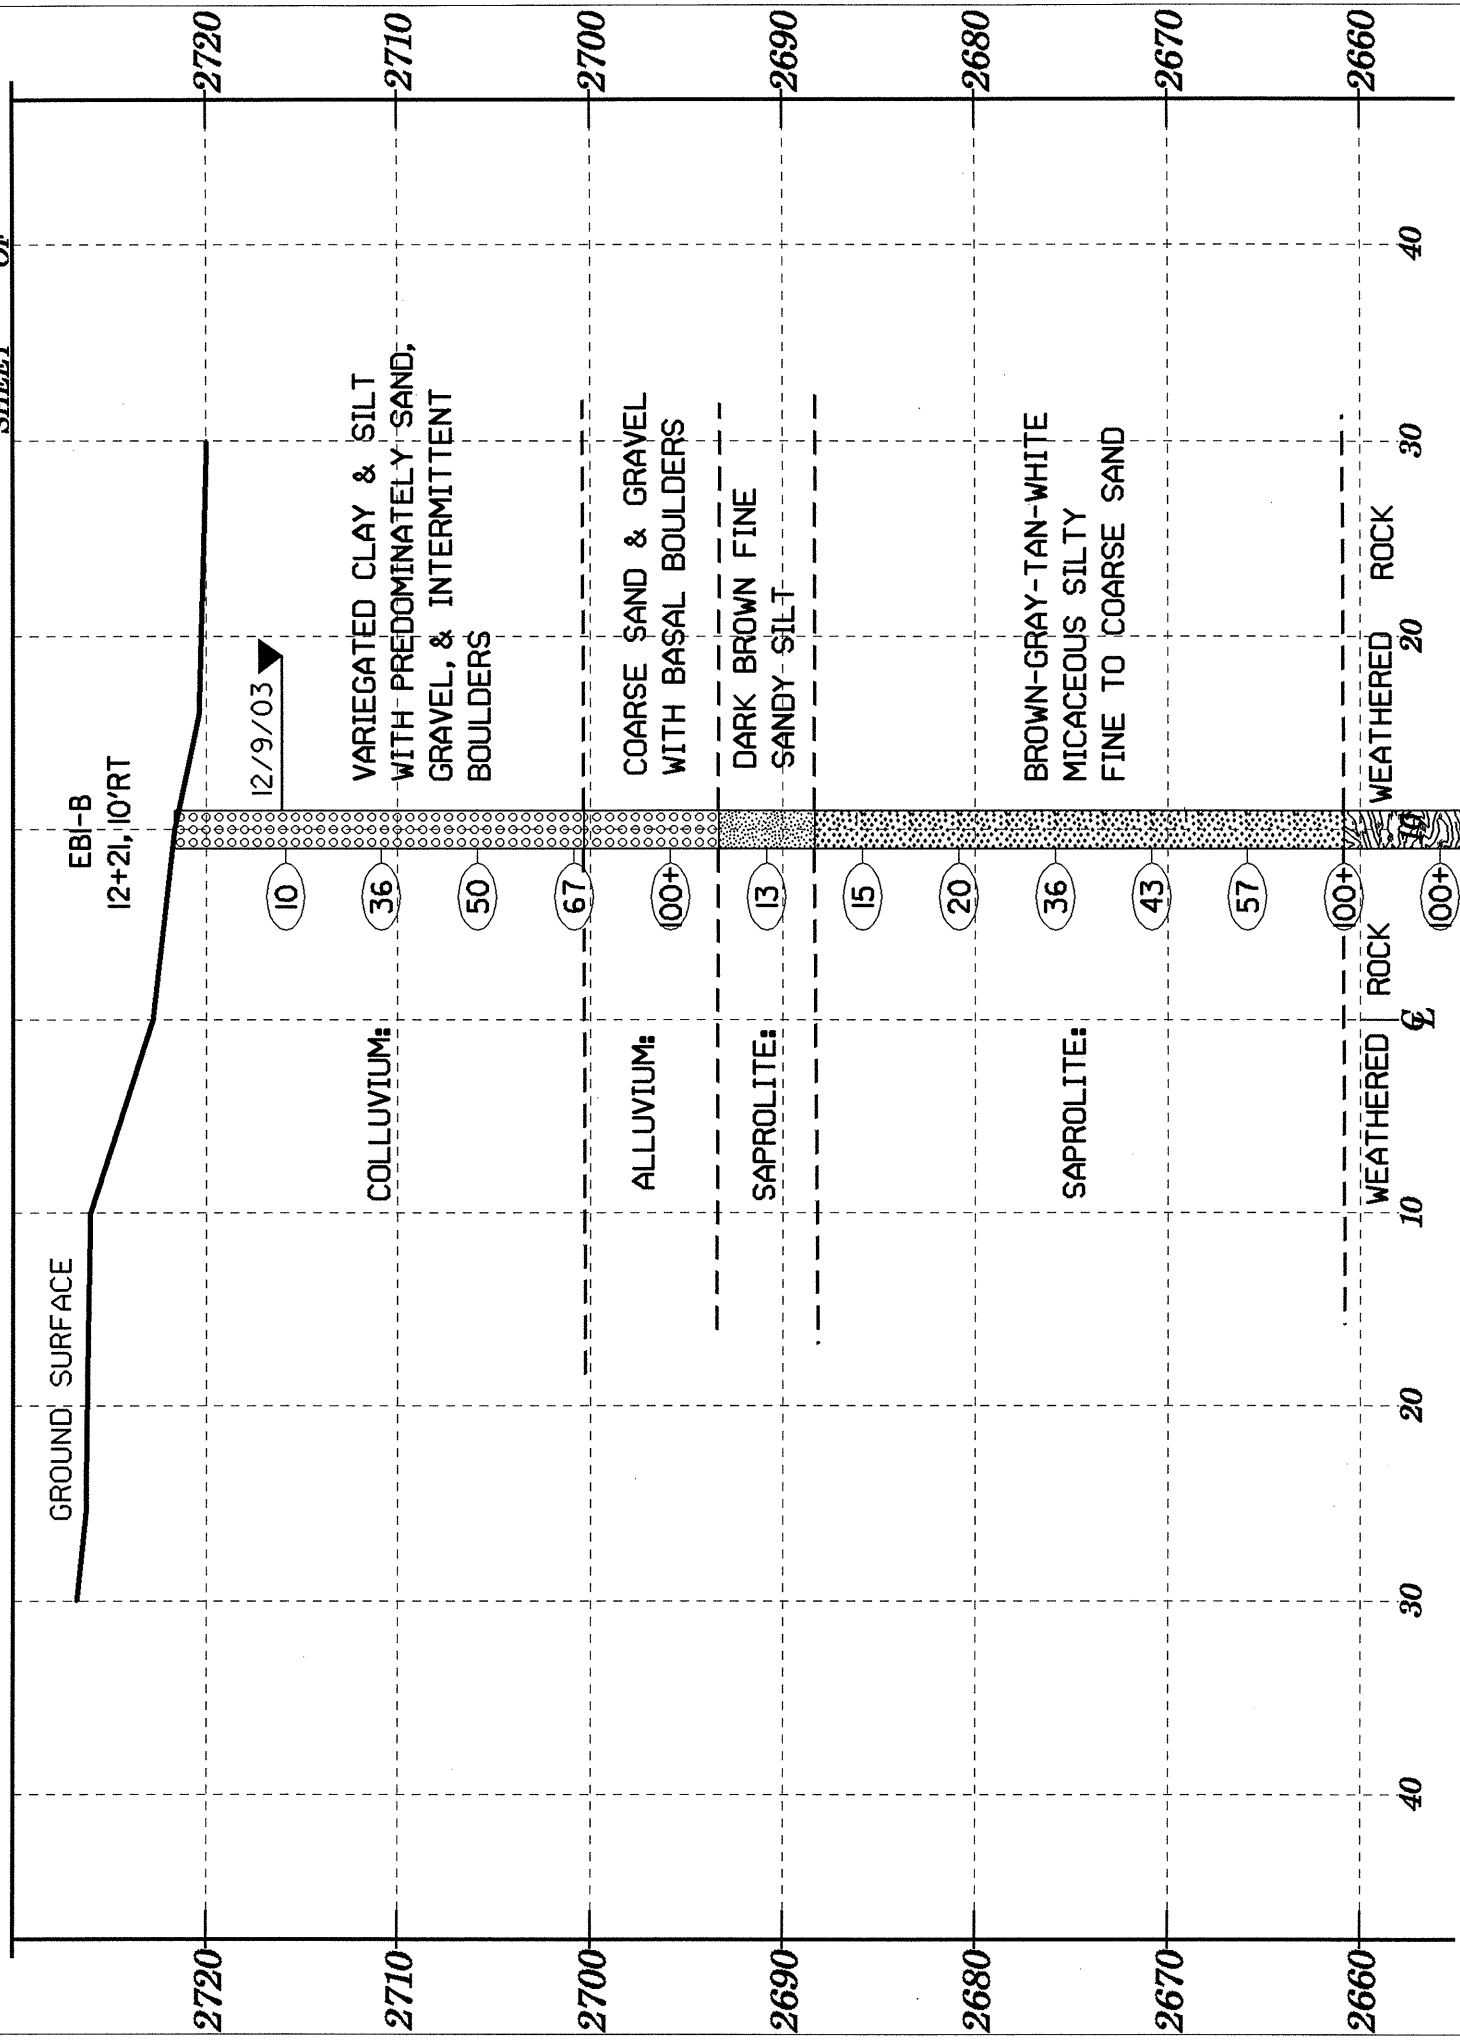 SHEET OF
2720
2710
2700
2690
2680
2670
2660
GROUND SURFACE
EB1-B
12+21, 10'RT
12/9/03
COLLUVIUM:
VARIEGATED CLAY & SILT
WITH PREDOMINATELY SAND,
GRAVEL, & INTERMITTENT
BOULDERS
ALLUVIUM:
COARSE SAND & GRAVEL
WITH BASAL BOULDERS
SAPROLITE:
DARK BROWN FINE
SANDY SILT
SAPROLITE:
BROWN-GRAY-TAN-WHITE
MICACEOUS SILTY
FINE TO COARSE SAND
WEATHERED ROCK
WEATHERED ROCK
10
36
50
67
100+
13
15
20
36
43
57
100+
100+
40
30
20
10
℄
10
20
30
40
2720
2710
2700
2690
2680
2670
2660